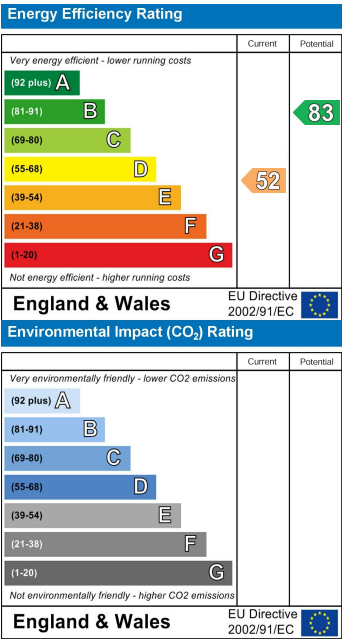 Energy Efficiency Rating
Current Potential
Very energy efficient - lower running costs
(92 plus) A
(81-91) B
83
(69-80) C
(55-68) D
52
(39-54) E
(21-38) F
(1-20) G
Not energy efficient - higher running costs
England & Wales
EU Directive
2002/91/EC
Environmental Impact (CO₂) Rating
Current Potential
Very environmentally friendly - lower CO2 emissions
(92 plus) A
(81-91) B
(69-80) C
(55-68) D
(39-54) E
(21-38) F
(1-20) G
Not environmentally friendly - higher CO2 emissions
England & Wales
EU Directive
2002/91/EC